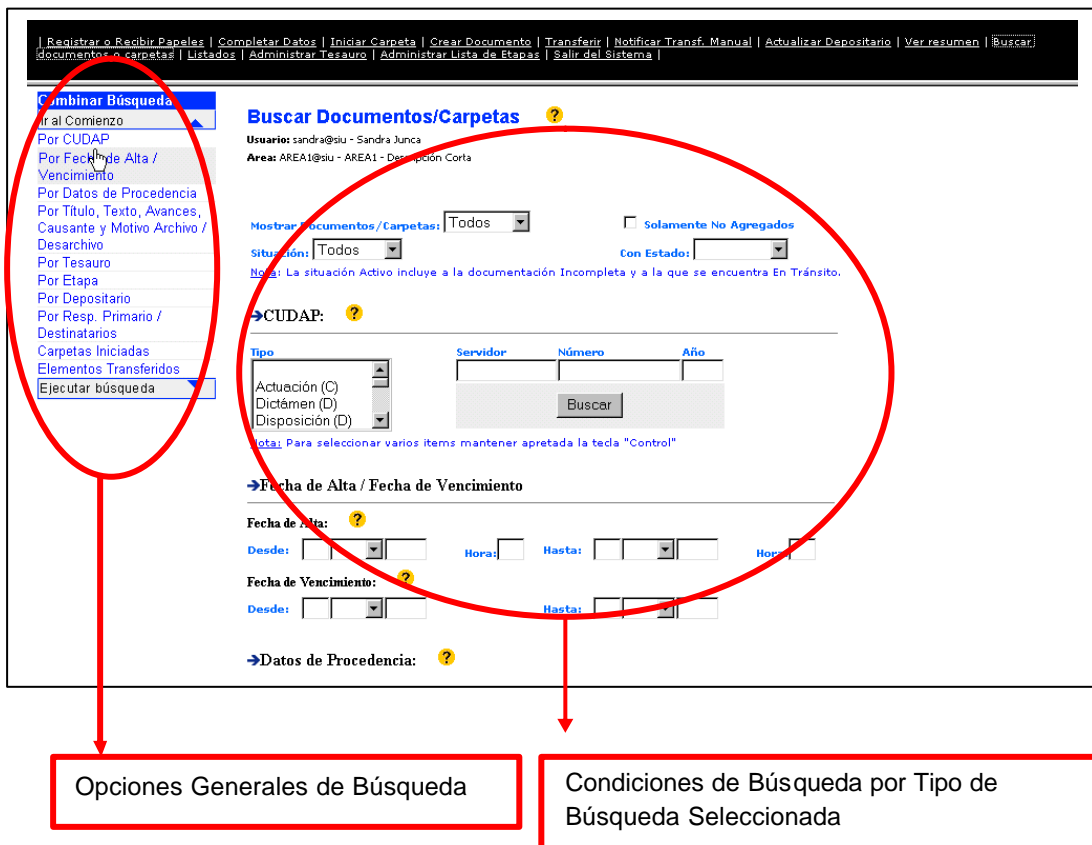 | Registrar o Recibir Papeles | Completar Datos | Iniciar Carpeta | Crear Documento | Transferir | Notificar Transf. Manual | Actualizar Depositario | Ver resumen | Buscar
documentos o carpetas | Listados | Administrar Tesauro | Administrar Lista de Etapas | Salir del Sistema |
Combinar Búsqueda
Ir al Comienzo
Por CUDAP
Por Fecha de Alta /
Vencimiento
Por Datos de Procedencia
Por Título, Texto, Avances,
Causante y Motivo Archivo /
Desarchivo
Por Tesauro
Por Etapa
Por Depositario
Por Resp. Primario /
Destinatarios
Carpetas Iniciadas
Elementos Transferidos
Ejecutar búsqueda
Buscar Documentos/Carpetas ?
Usuario: sandra@siu - Sandra Junca
Area: AREA1@siu - AREA1 - Descripción Corta
Mostrar Documentos/Carpetas: Todos Solamente No Agregados
Situación: Todos Con Estado:
Nota: La situación Activo incluye a la documentación Incompleta y a la que se encuentra En Tránsito.
CUDAP: ?
Tipo Servidor Número Año
Actuación (C)
Dictámen (D)
Disposición (D)
Buscar
Nota: Para seleccionar varios items mantener apretada la tecla "Control"
Fecha de Alta / Fecha de Vencimiento
Fecha de Alta: ?
Desde: Hora: Hasta: Hora:
Fecha de Vencimiento: ?
Desde: Hasta:
Datos de Procedencia: ?
Opciones Generales de Búsqueda
Condiciones de Búsqueda por Tipo de
Búsqueda Seleccionada